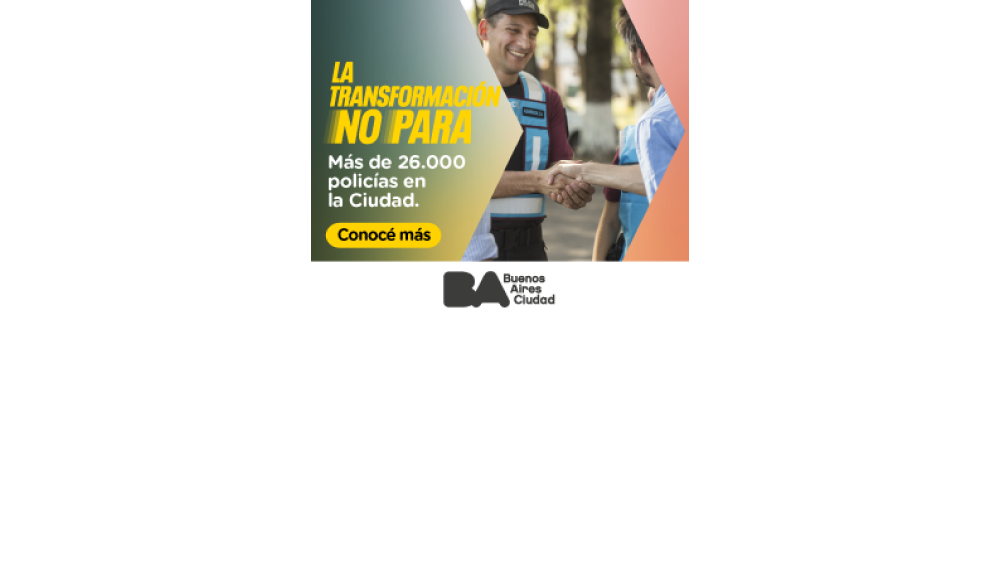 LA
TRANSFORMACIÓN
NO PARA
Más de 26.000
policías en
la Ciudad.
Conocé más
BA Buenos
Aires
Ciudad